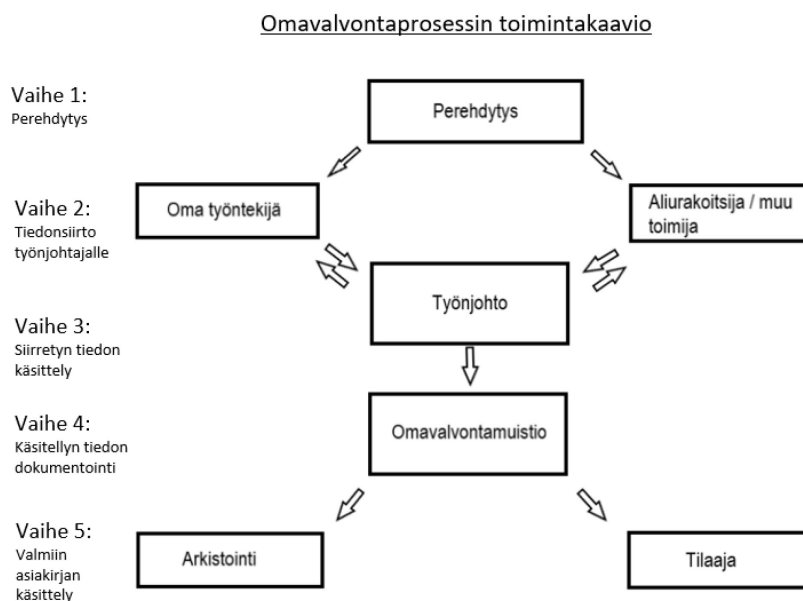 Omavalvontaprosessin toimintakaavio
Vaihe 1:
Perehdytys
Perehdytys
Vaihe 2:
Tiedonsiirto
työnjohtajalle
Oma työntekijä
Aliurakoitsija / muu
toimija
Työnjohto
Vaihe 3:
Siirretyn tiedon
käsittely
Vaihe 4:
Käsitellyn tiedon
dokumentointi
Omavalvontamuistio
Vaihe 5:
Valmiin
asiakirjan
käsittely
Arkistointi
Tilaaja